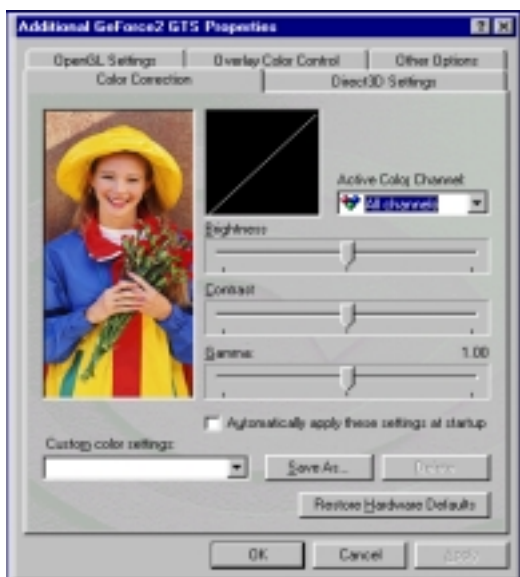 Additional GeForce2 GTS Properties
OpenGL Settings
Overlay Color Control
Other Options
Color Correction
Direct3D Settings
Active Color Channel:
All channels
Brightness
Contrast
Gamma:
1.00
Automatically apply these settings at startup
Custom color settings:
Save As...
Delete
Restore Hardware Defaults
OK
Cancel
Apply